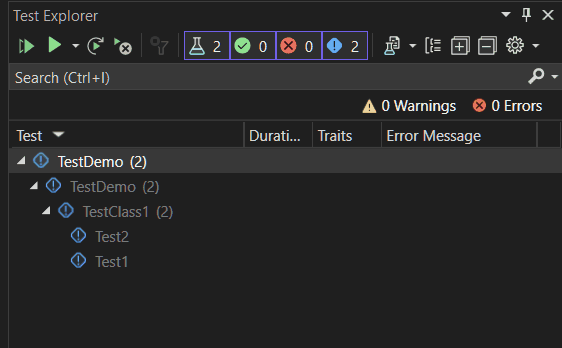 Test Explorer
2 0 0 2
Search (Ctrl+I)
0 Warnings 0 Errors
Test Durati... Traits Error Message
TestDemo (2)
TestDemo (2)
TestClass1 (2)
Test2
Test1